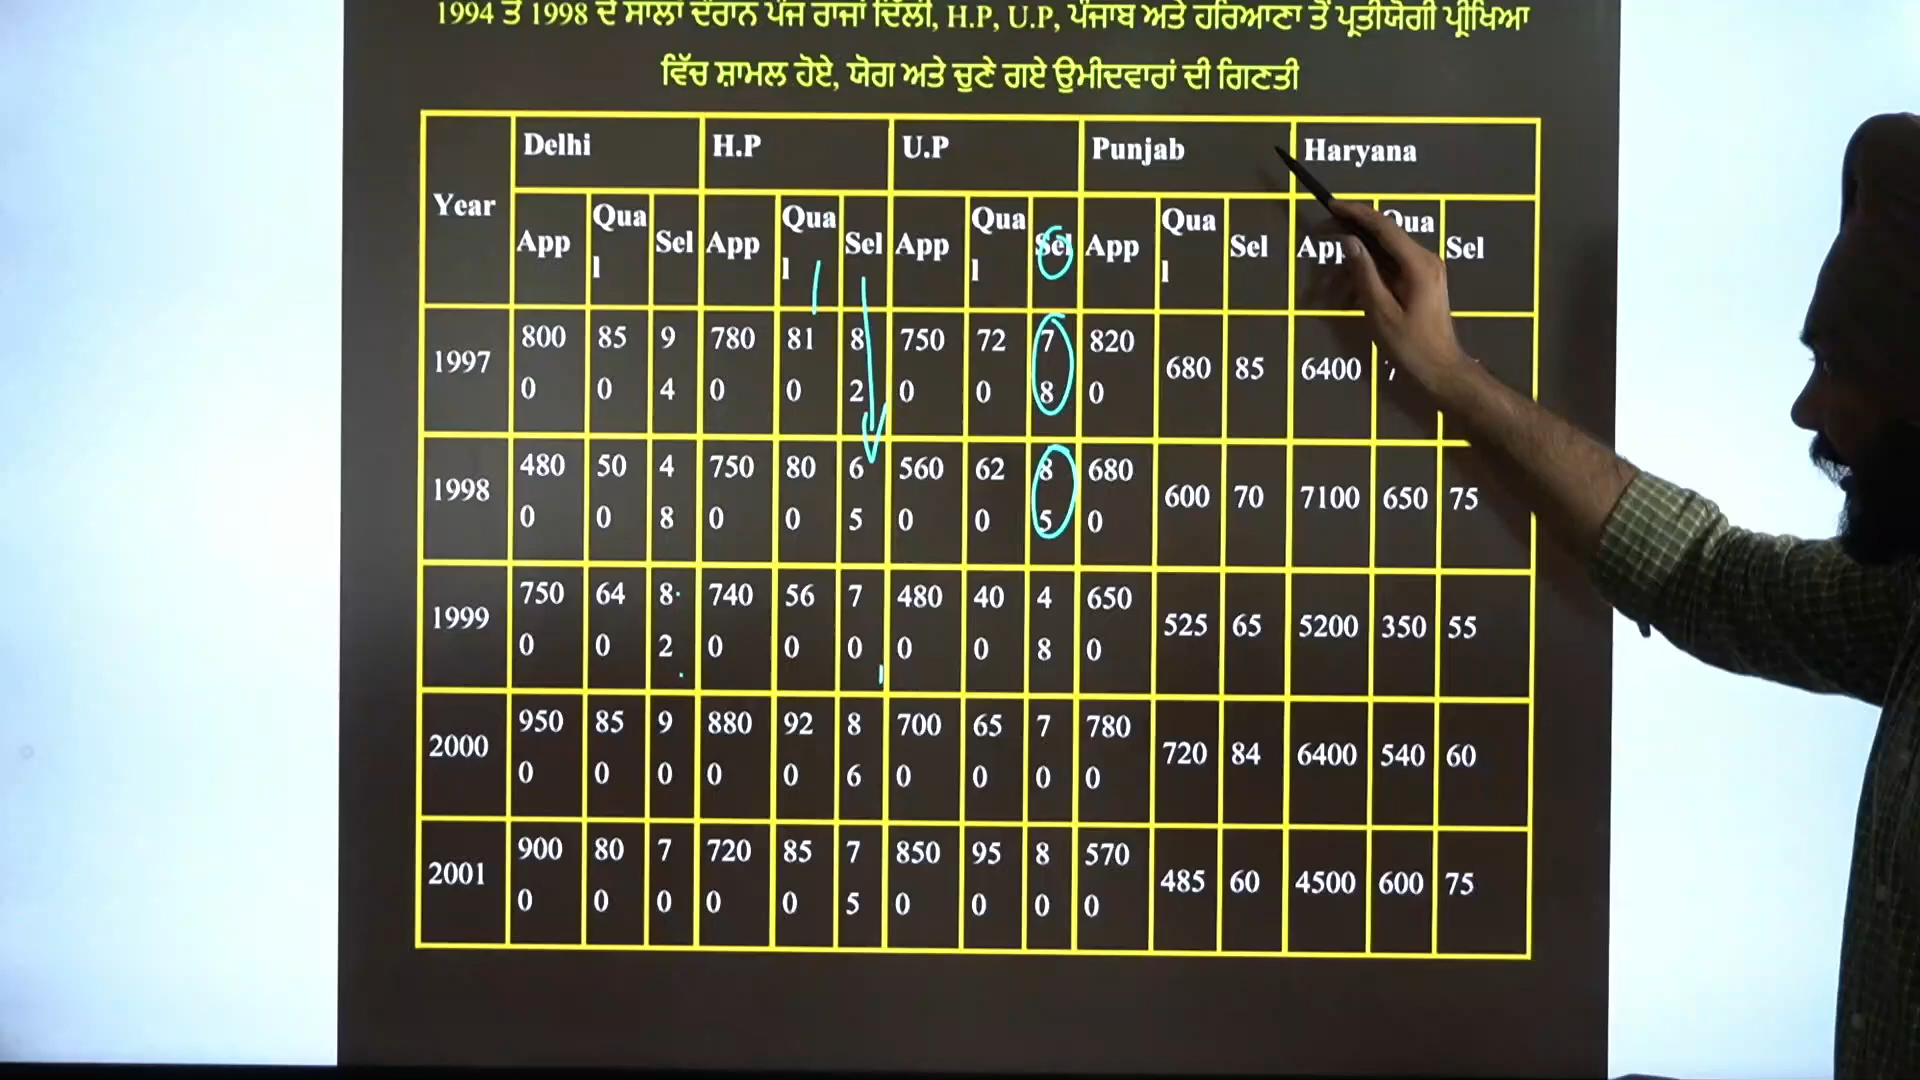 1994 ਤੋਂ 1998 ਦੇ ਸਾਲਾਂ ਦੌਰਾਨ ਪੰਜ ਰਾਜਾਂ ਦਿੱਲੀ, H.P, U.P, ਪੰਜਾਬ ਅਤੇ ਹਰਿਆਣਾ ਤੋਂ ਪ੍ਰਤੀਯੋਗੀ ਪ੍ਰੀਖਿਆ
ਵਿੱਚ ਸ਼ਾਮਲ ਹੋਏ, ਯੋਗ ਅਤੇ ਚੁਣੇ ਗਏ ਉਮੀਦਵਾਰਾਂ ਦੀ ਗਿਣਤੀ
Year Delhi H.P U.P Punjab Haryana
App Qual Sel App Qual Sel App Qual Sel App Qual Sel App Qual Sel
1997 8000 850 94 7800 810 82 7500 720 78 8200 680 85 6400
1998 4800 500 48 7500 800 65 5600 620 85 6800 600 70 7100 650 75
1999 7500 640 82 7400 560 70 4800 400 48 6500 525 65 5200 350 55
2000 9500 850 90 8800 920 86 7000 650 70 7800 720 84 6400 540 60
2001 9000 800 70 7200 850 75 8500 950 80 5700 485 60 4500 600 75